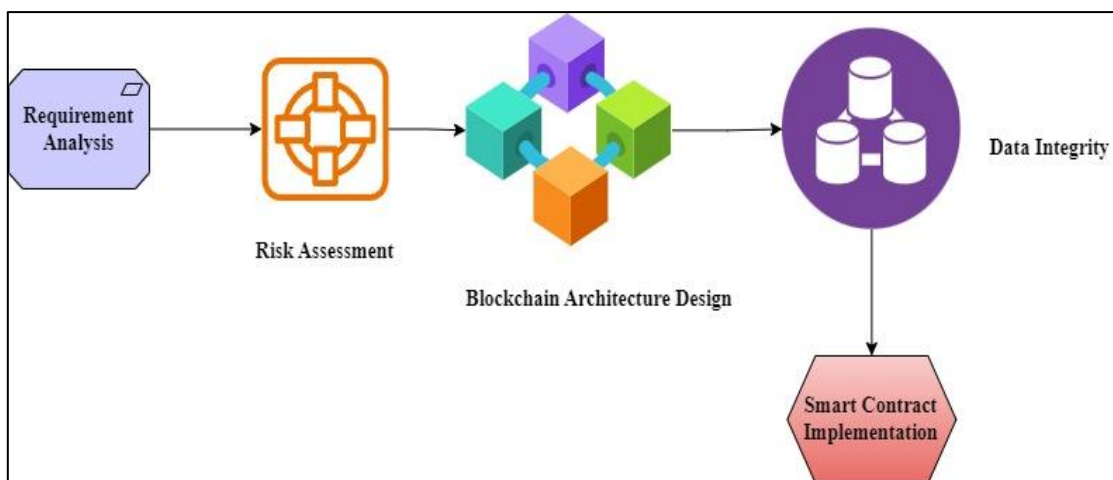 Requirement
Analysis
Risk Assessment
Blockchain Architecture Design
Data Integrity
Smart Contract
Implementation